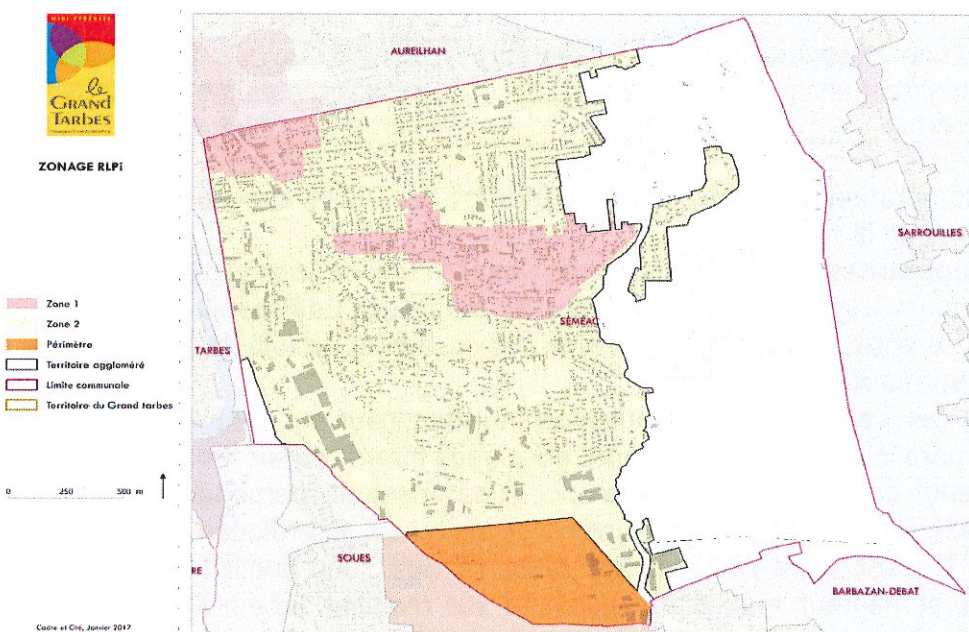 MIDI-PYRÉNÉES
le
GRAND
TARBES
ZONAGE RLPi
Zone 1
Zone 2
Périmètre
Territoire aggloméré
Limite communale
Territoire du Grand tarbes
0 250 500 m
Cadre et Cité, Janvier 2017
AUREILHAN
SARROUILLES
SÉMÉAC
TARBES
SOUES
RE
BARBAZAN-DEBAT